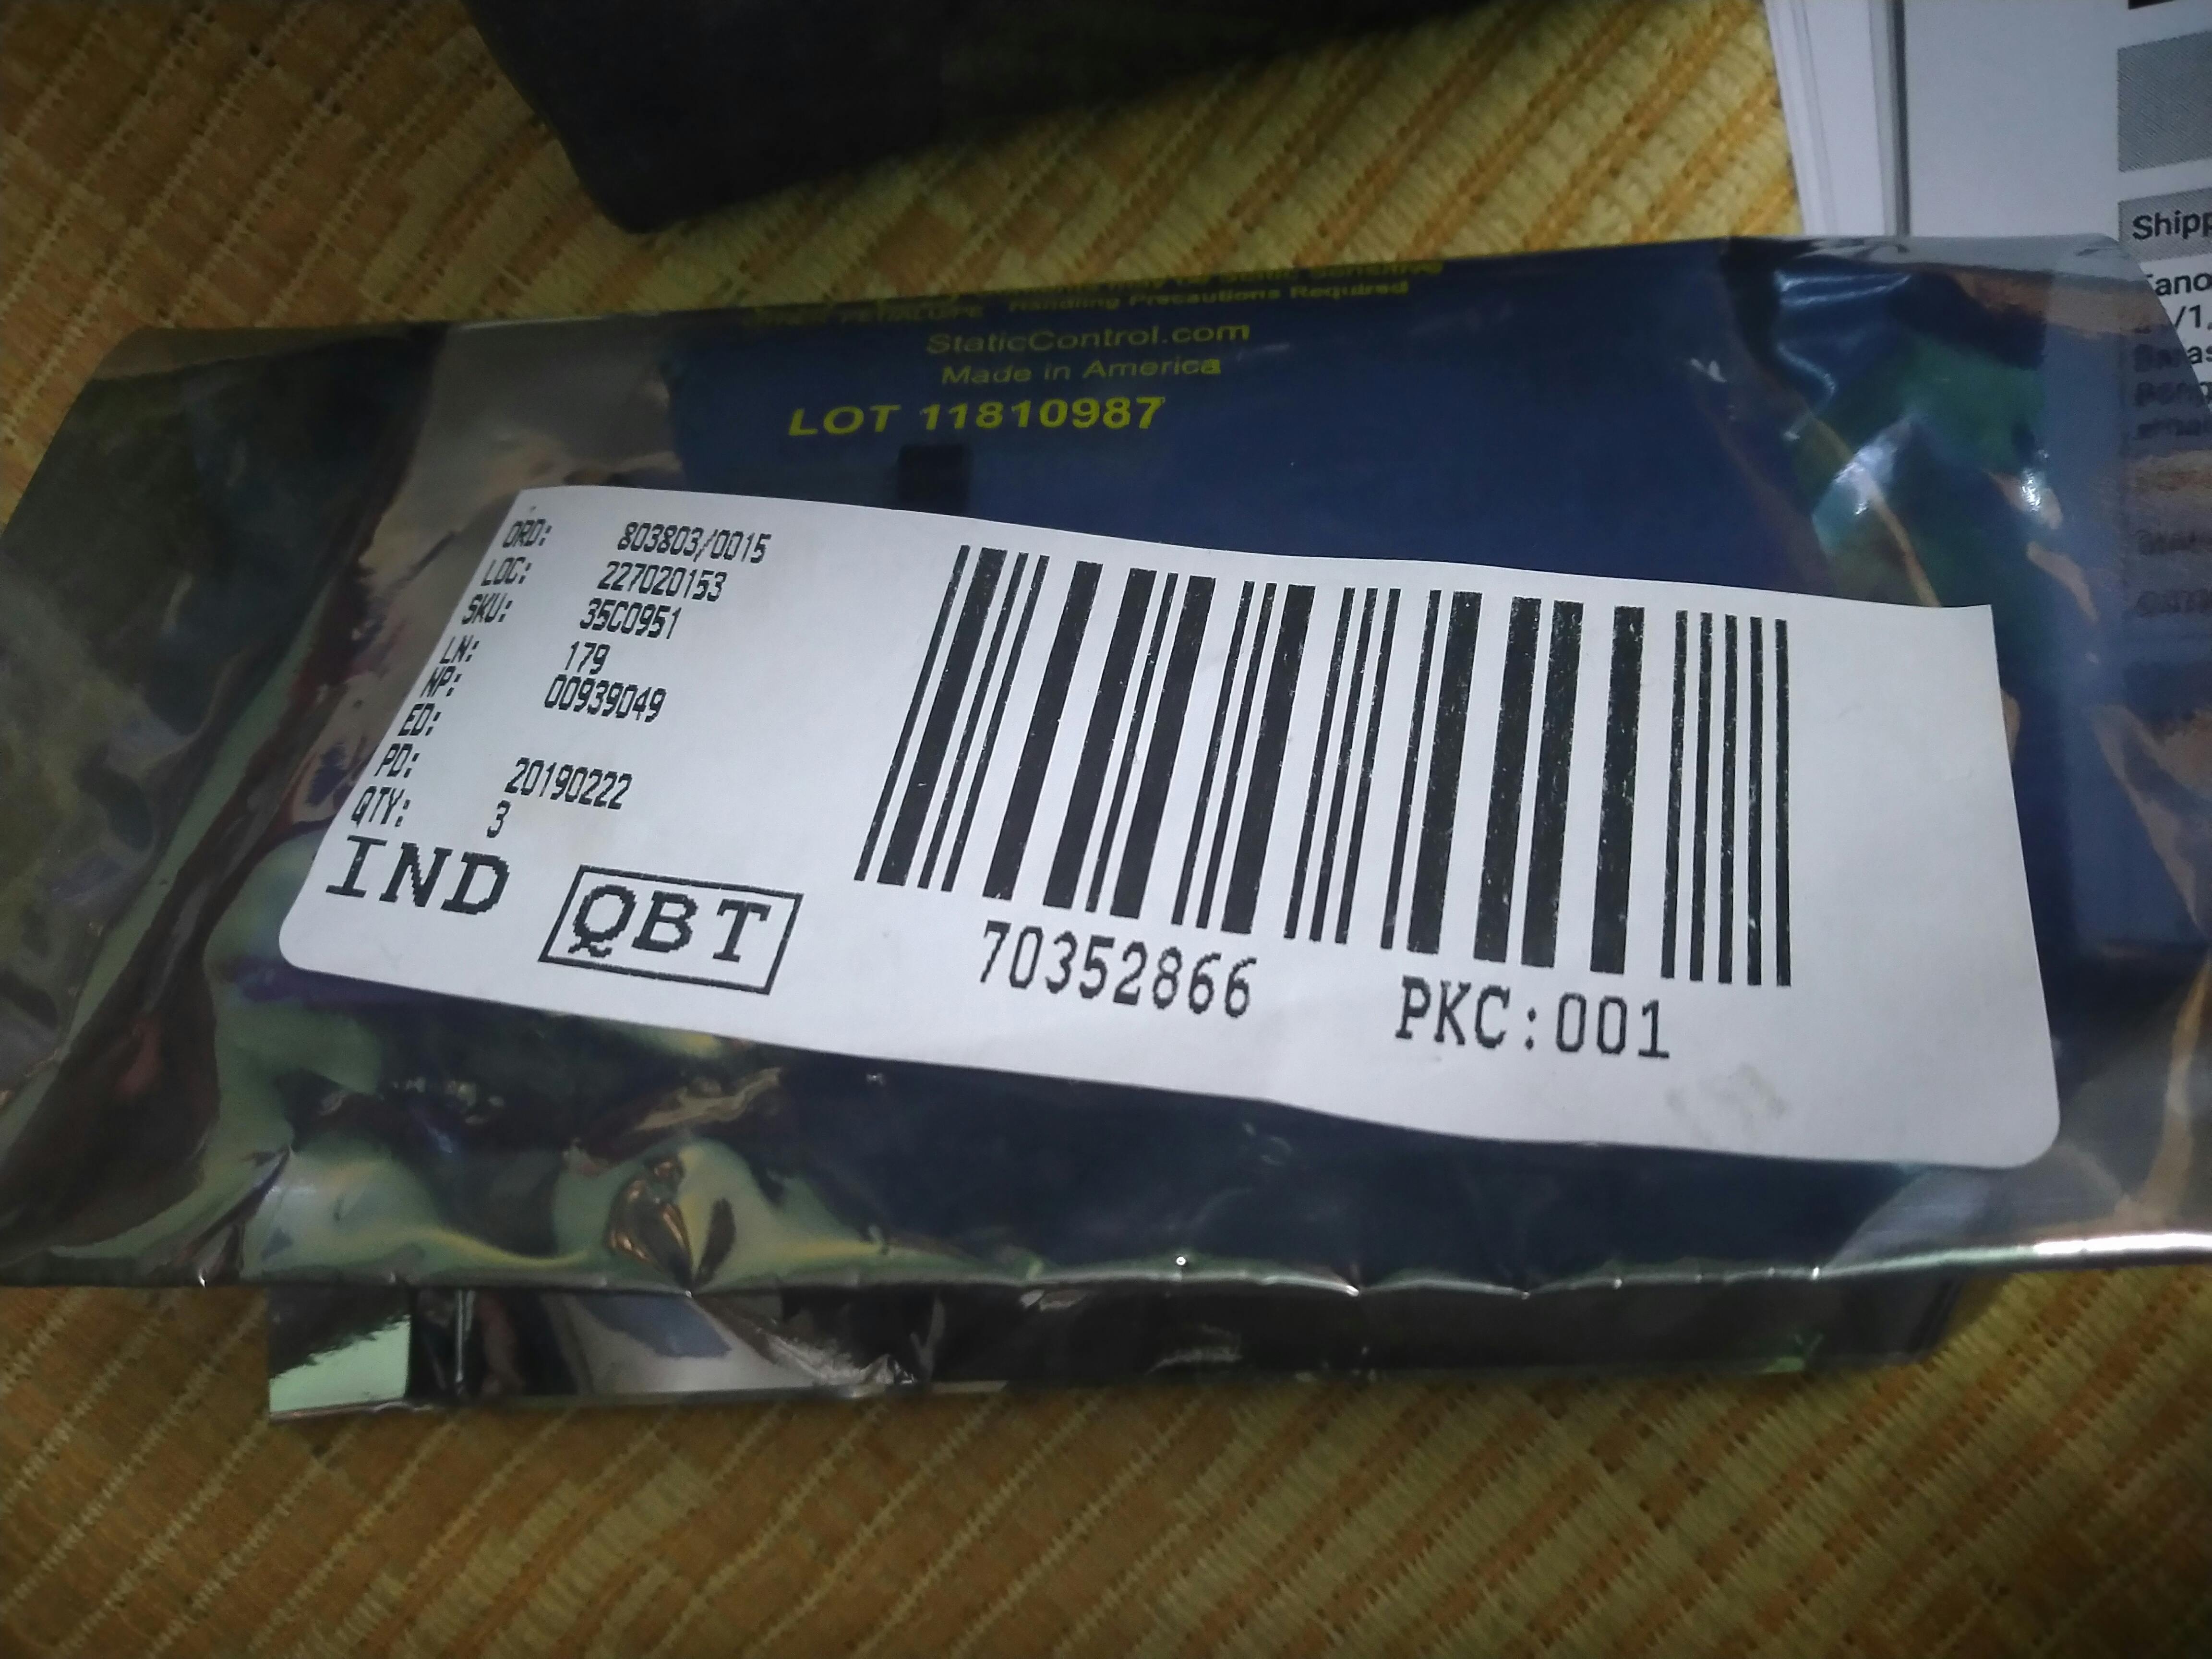 Handling Precautions Required
StaticControl.com
Made in America
LOT 11810987
ORD: 803803/0015
LOC: 227020153
SKU: 35C0951
LN: 179
WP: 00939049
ED:
PD: 20190222
QTY: 3
IND QBT
70352866 PKC:001
Shipp